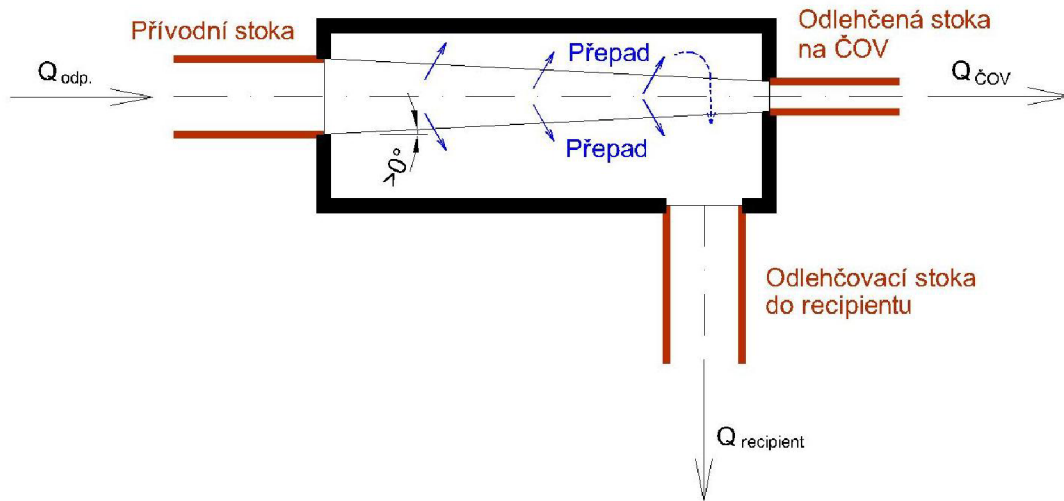 Přívodní stoka
Odlehčená stoka
na ČOV
Q odp.
Přepad
Q ČOV
>0°
Přepad
Odlehčovací stoka
do recipientu
Q recipient